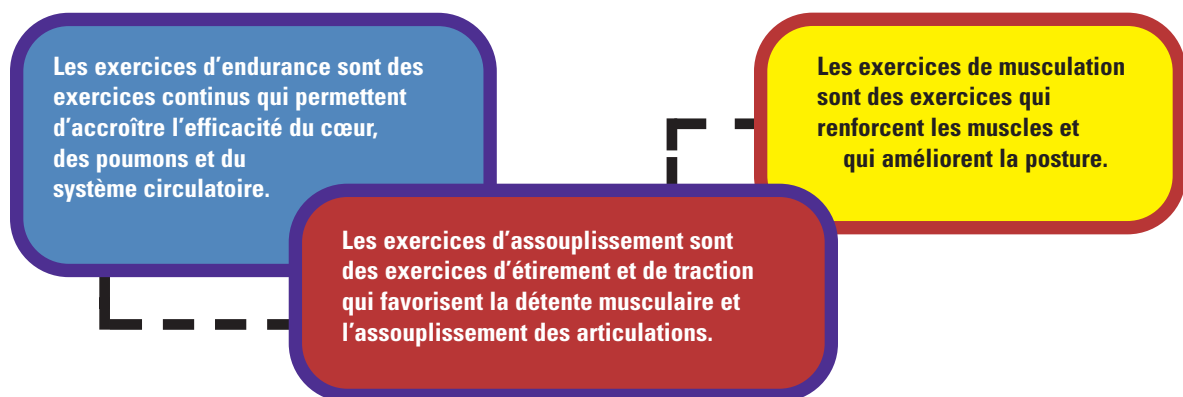 Les exercices d’endurance sont des
exercices continus qui permettent
d’accroître l’efficacité du cœur,
des poumons et du
système circulatoire.
Les exercices d’assouplissement sont
des exercices d’étirement et de traction
qui favorisent la détente musculaire et
l’assouplissement des articulations.
Les exercices de musculation
sont des exercices qui
renforcent les muscles et
qui améliorent la posture.